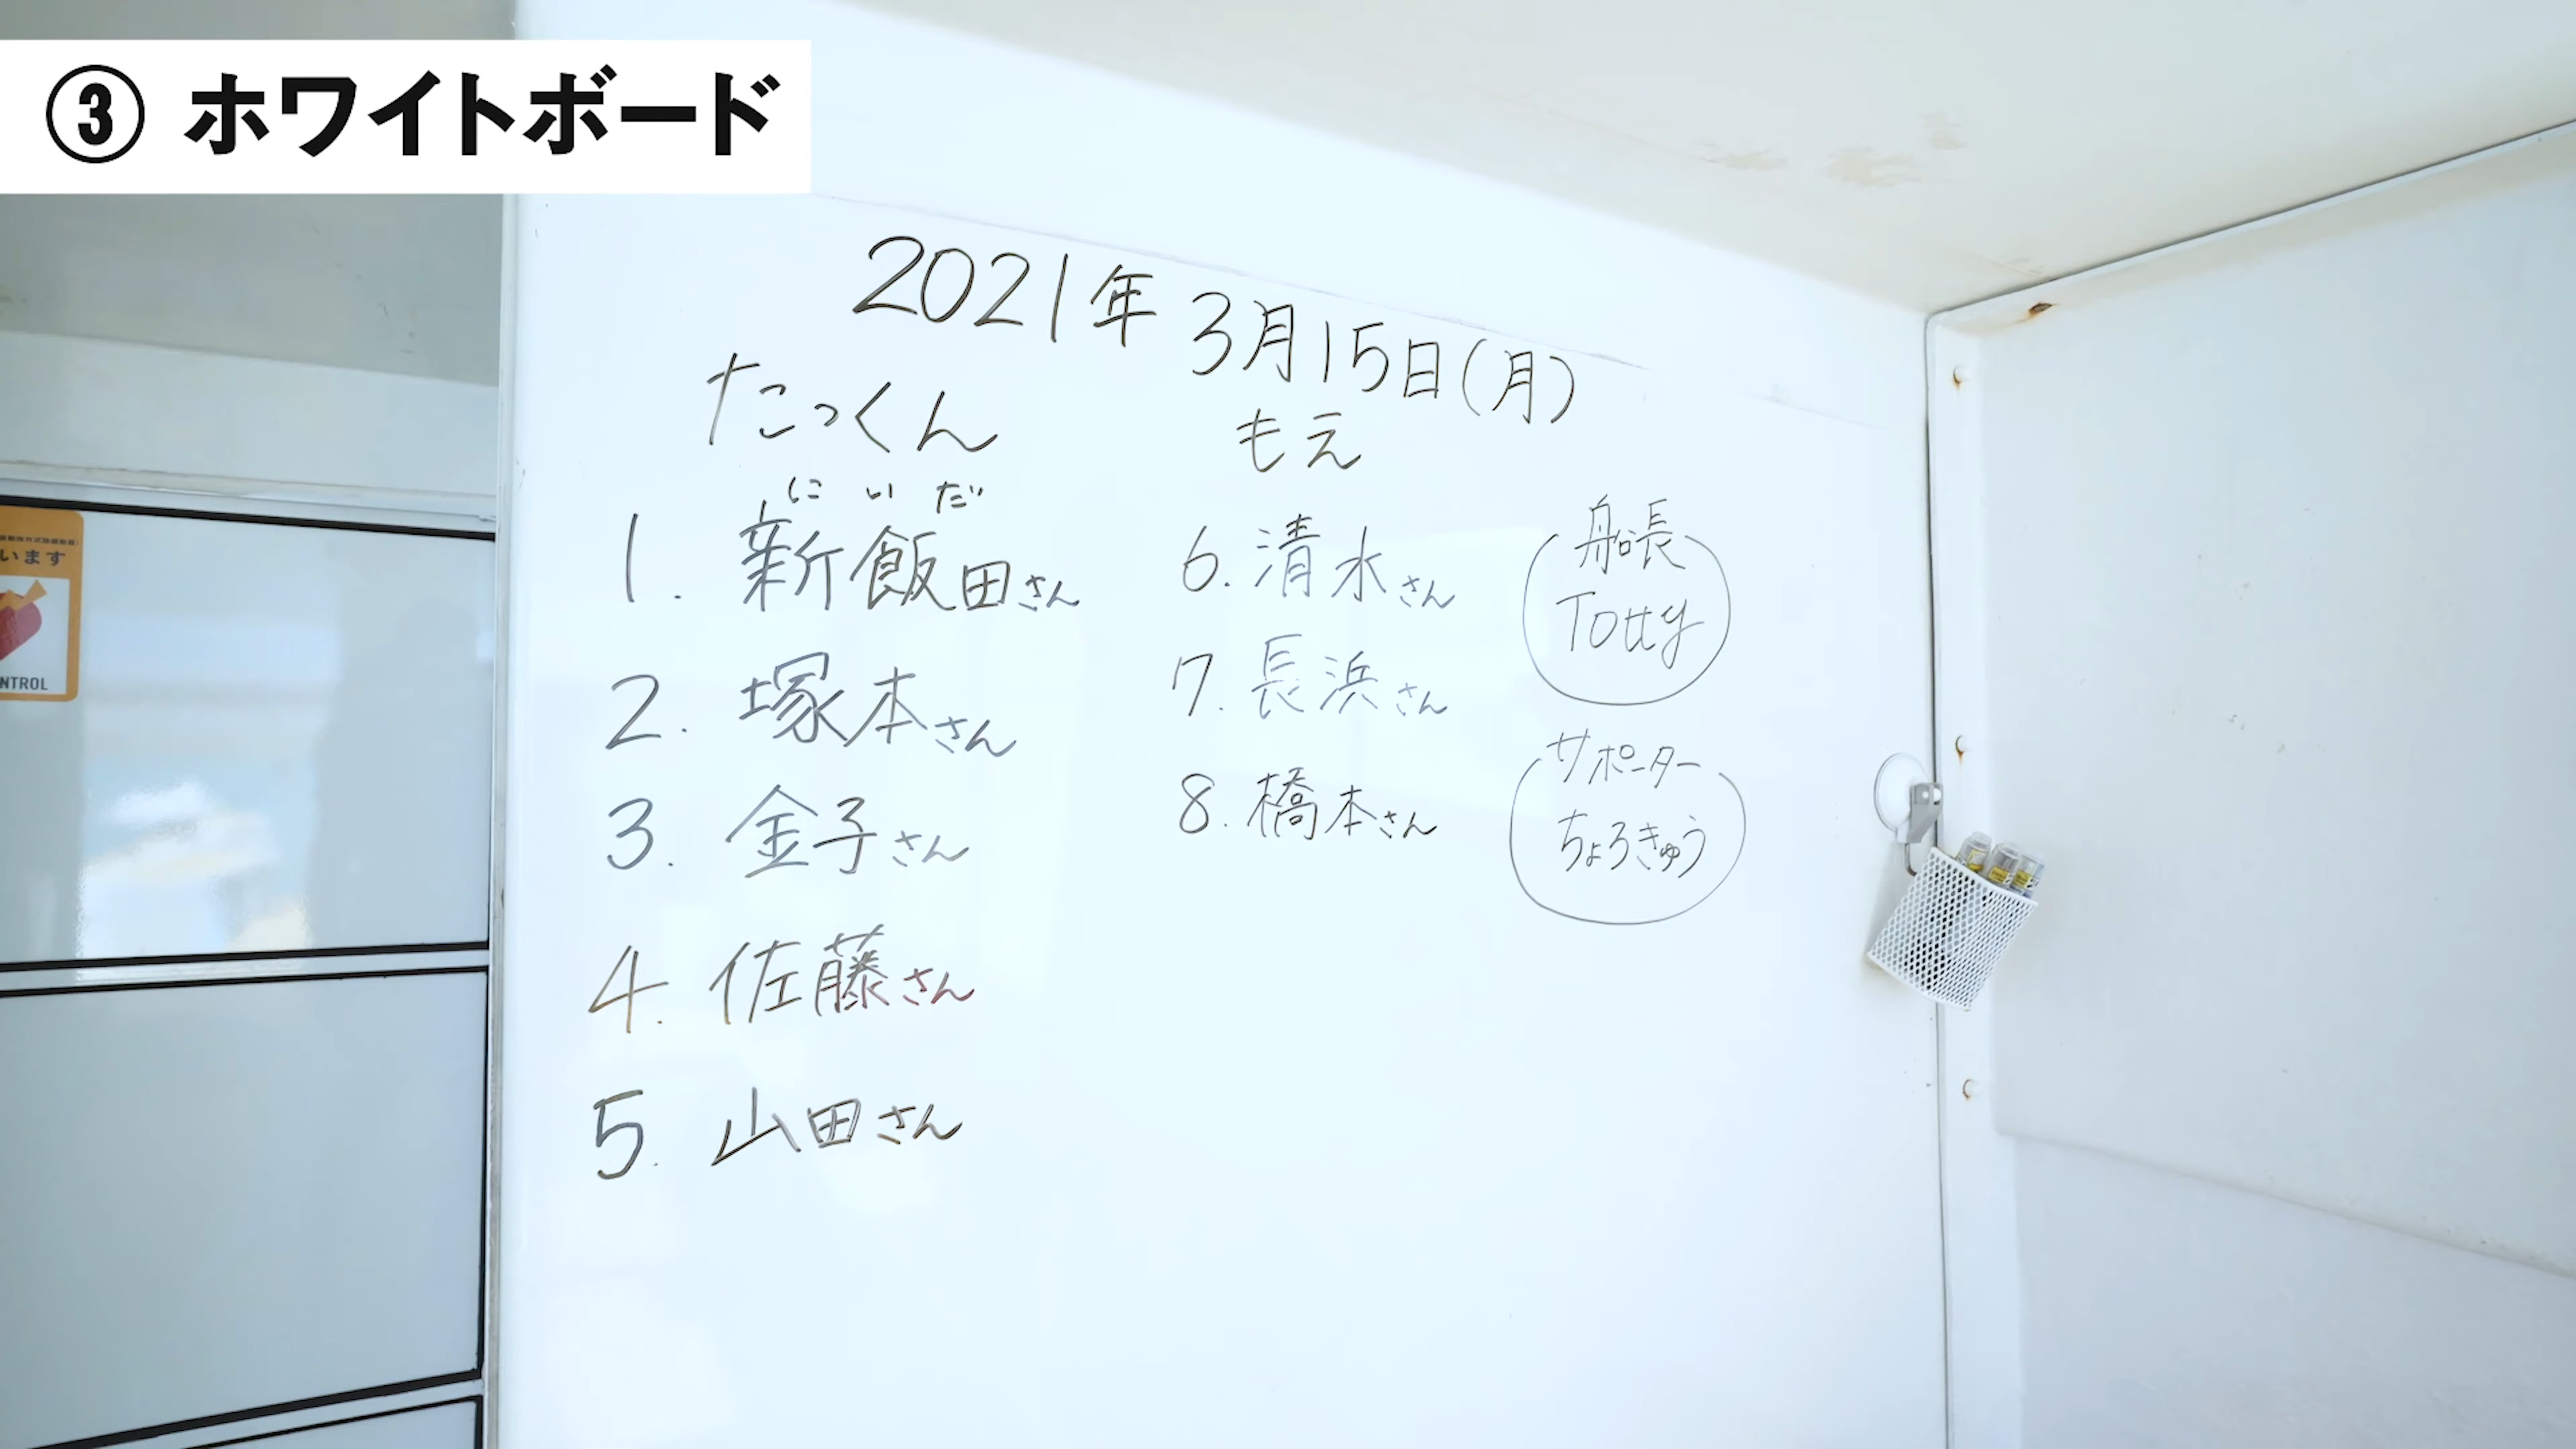 ③ ホワイトボード
2021年 3月15日(月)
たっくん
にいだ
1. 新飯田さん
2. 塚本さん
3. 金子さん
4. 佐藤さん
5. 山田さん
もえ
6. 清水さん
7. 長浜さん
8. 橋本さん
船長
Totty
サポーター
ちょろきゅう
います
NTROL